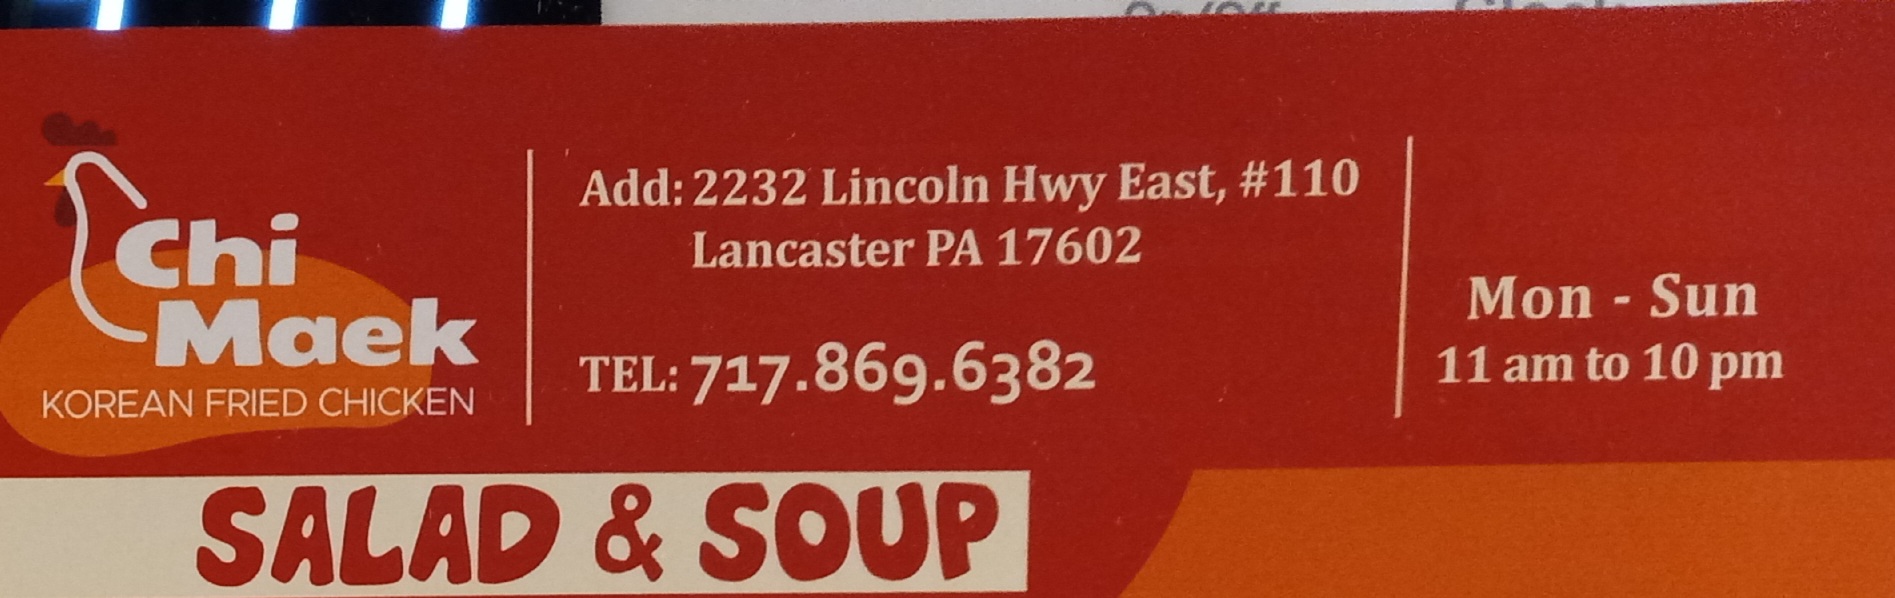 Chi
Maek
KOREAN FRIED CHICKEN
Add: 2232 Lincoln Hwy East, #110
Lancaster PA 17602
TEL: 717.869.6382
Mon - Sun
11 am to 10 pm
SALAD & SOUP